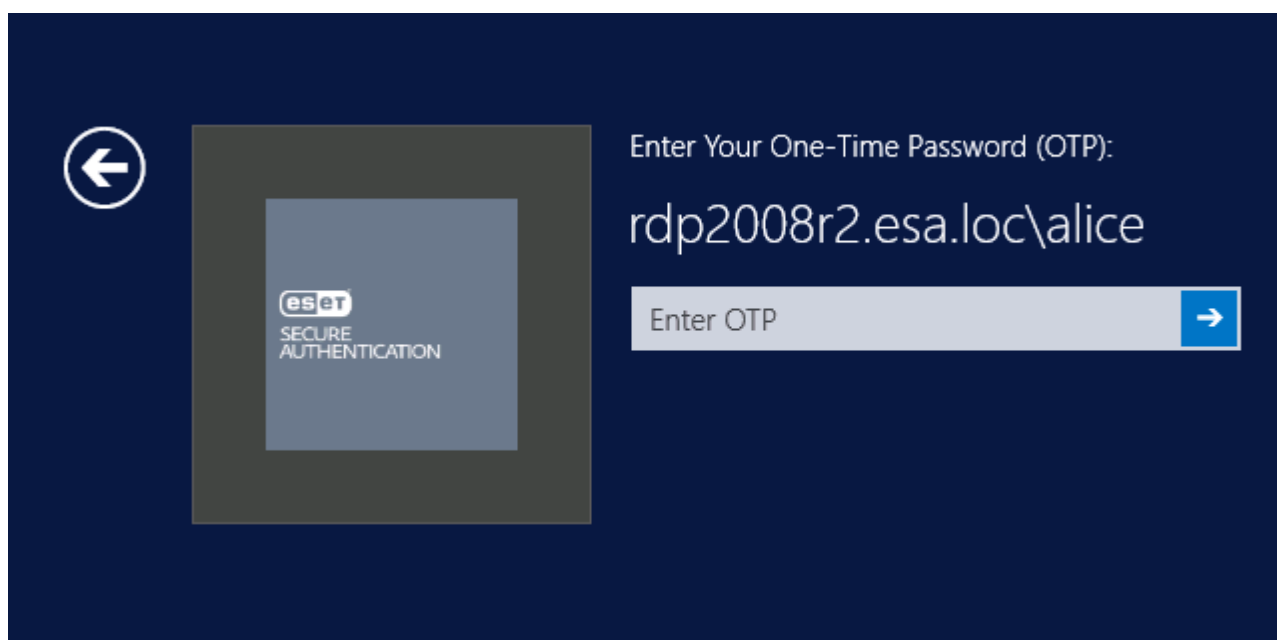 Enter Your One-Time Password (OTP):
rdp2008r2.esa.loc\alice
Enter OTP
eseT
SECURE
AUTHENTICATION